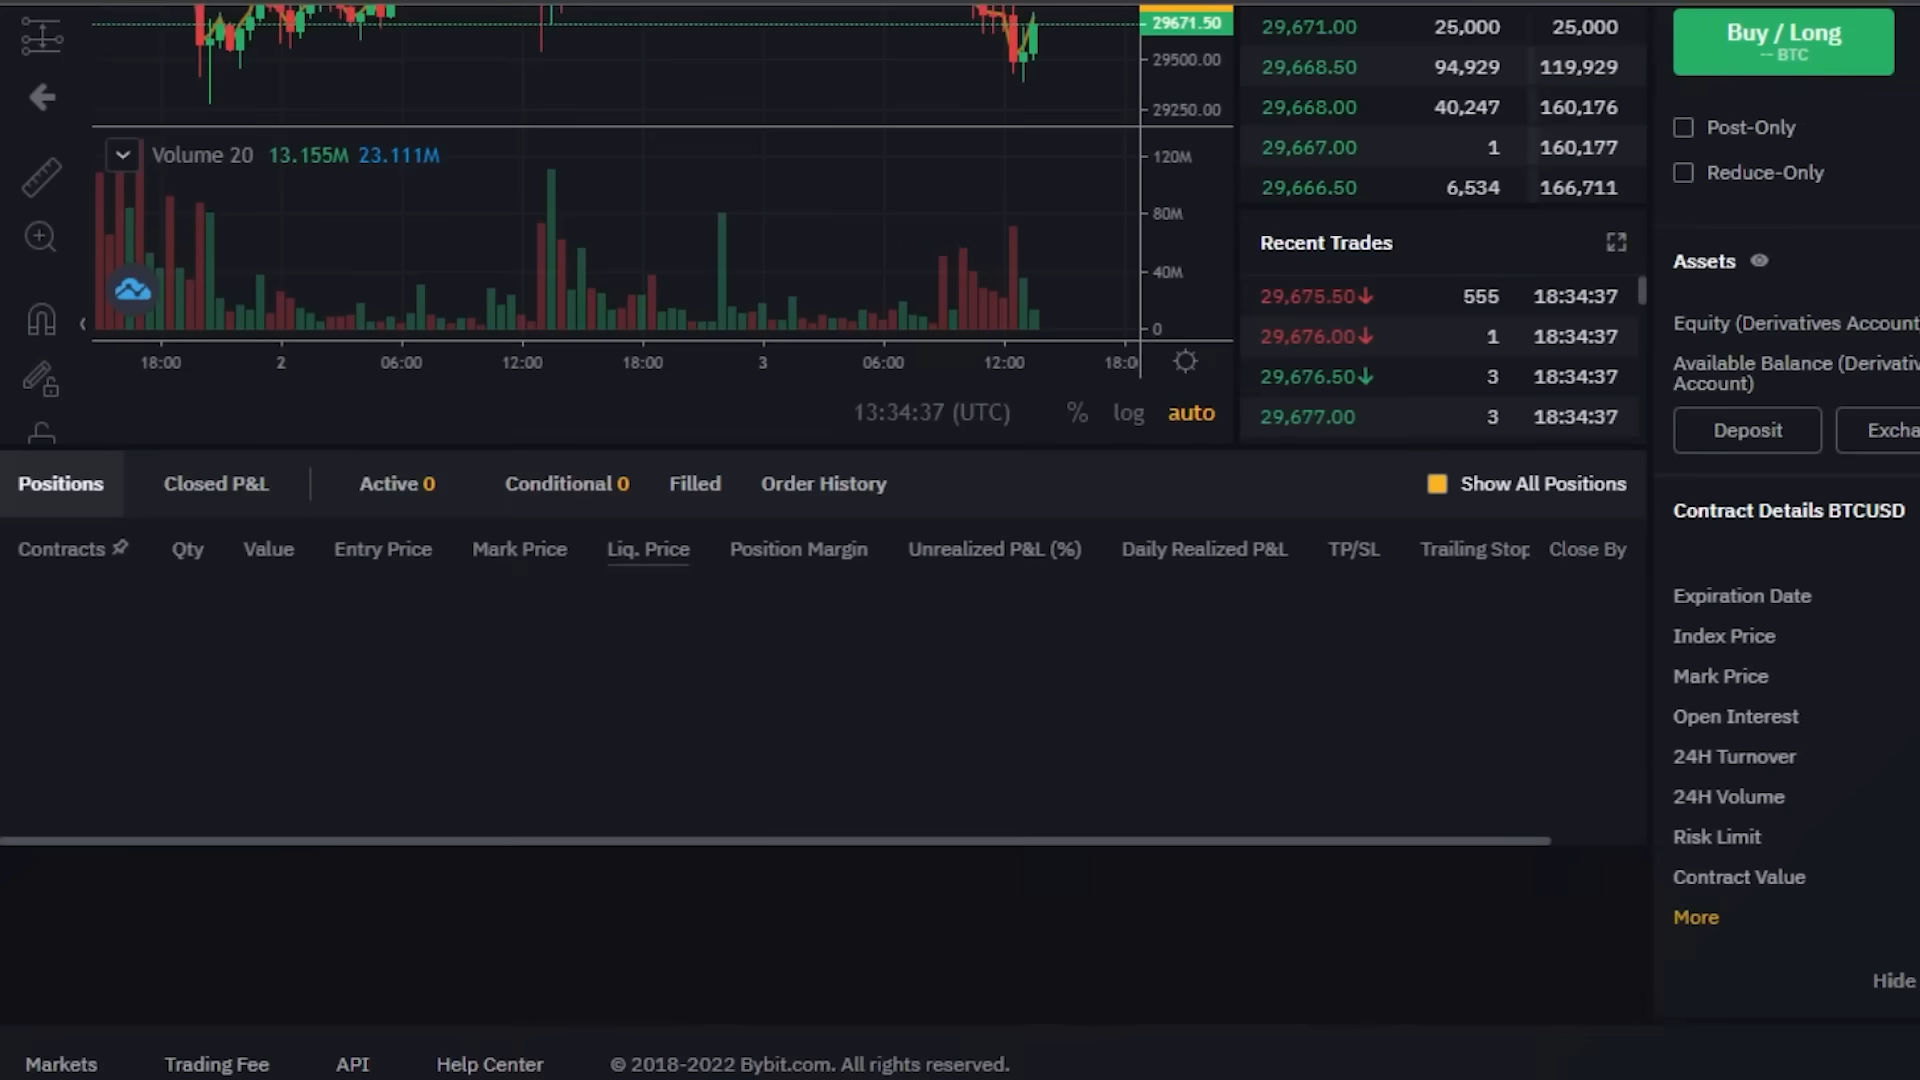 29671.50
29500.00
29250.00
Volume 20 13.155M 23.111M
120M
80M
40M
0
18:00 2 06:00 12:00 18:00 3 06:00 12:00 18:0
13:34:37 (UTC) % log auto
29,671.00 25,000 25,000
29,668.50 94,929 119,929
29,668.00 40,247 160,176
29,667.00 1 160,177
29,666.50 6,534 166,711
Recent Trades
29,675.50↓ 555 18:34:37
29,676.00↓ 1 18:34:37
29,676.50↓ 3 18:34:37
29,677.00 3 18:34:37
Buy / Long
-- BTC
Post-Only
Reduce-Only
Assets
Equity (Derivatives Account
Available Balance (Derivativ
Account)
Deposit Excha
Positions Closed P&L Active 0 Conditional 0 Filled Order History Show All Positions
Contracts Qty Value Entry Price Mark Price Liq. Price Position Margin Unrealized P&L (%) Daily Realized P&L TP/SL Trailing Stop Close By
Contract Details BTCUSD
Expiration Date
Index Price
Mark Price
Open Interest
24H Turnover
24H Volume
Risk Limit
Contract Value
More
Hide
Markets Trading Fee API Help Center © 2018-2022 Bybit.com. All rights reserved.